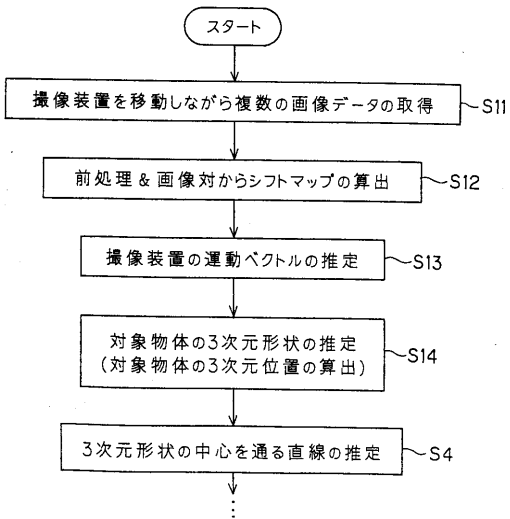 スタート
撮像装置を移動しながら複数の画像データの取得
S11
前処理&画像対からシフトマップの算出
S12
撮像装置の運動ベクトルの推定
S13
対象物体の3次元形状の推定
(対象物体の3次元位置の算出)
S14
3次元形状の中心を通る直線の推定
S4